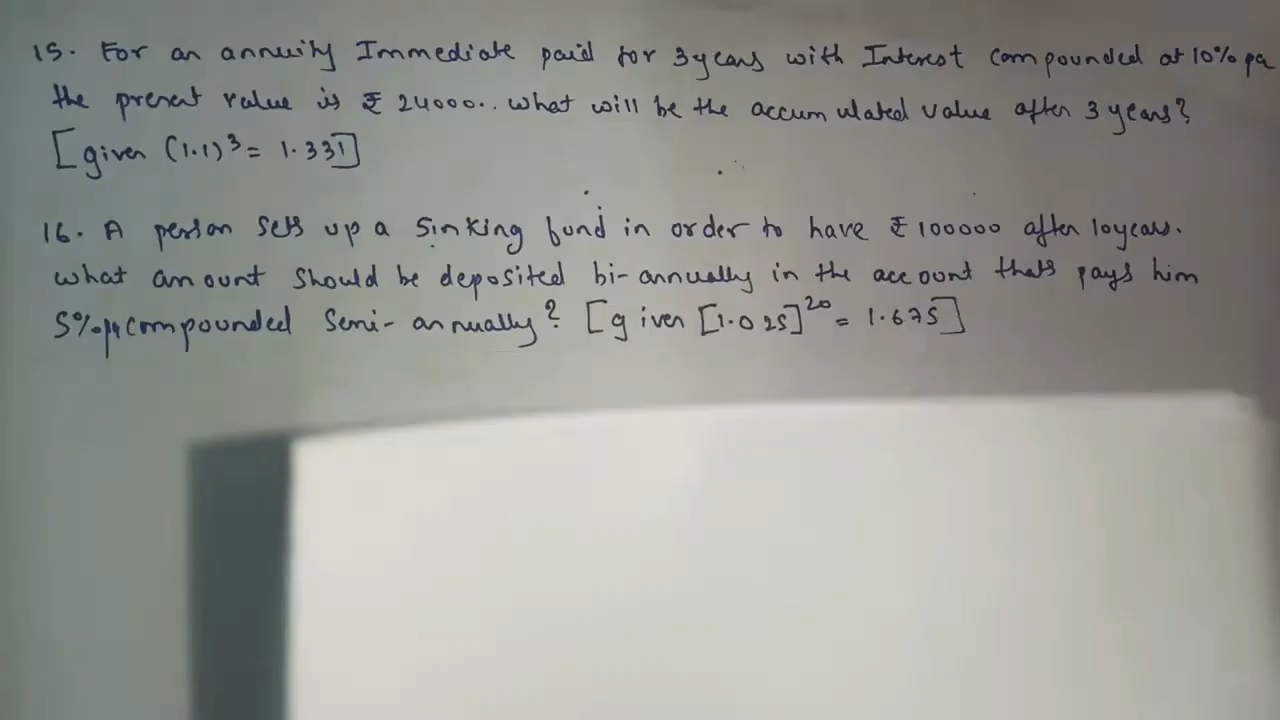 15. For an annuity Immediate paid for 3 years with Interest compounded at 10% pa
the present value is ₹ 24000.. what will be the accumulated value after 3 years?
[given (1.1)³ = 1.331]
16. A person sets up a Sinking fund in order to have ₹ 100000 after 10 years.
what amount should be deposited bi-annually in the account thats pays him
5% pa compounded Semi-annually? [given [1.025]²⁰ = 1.675]